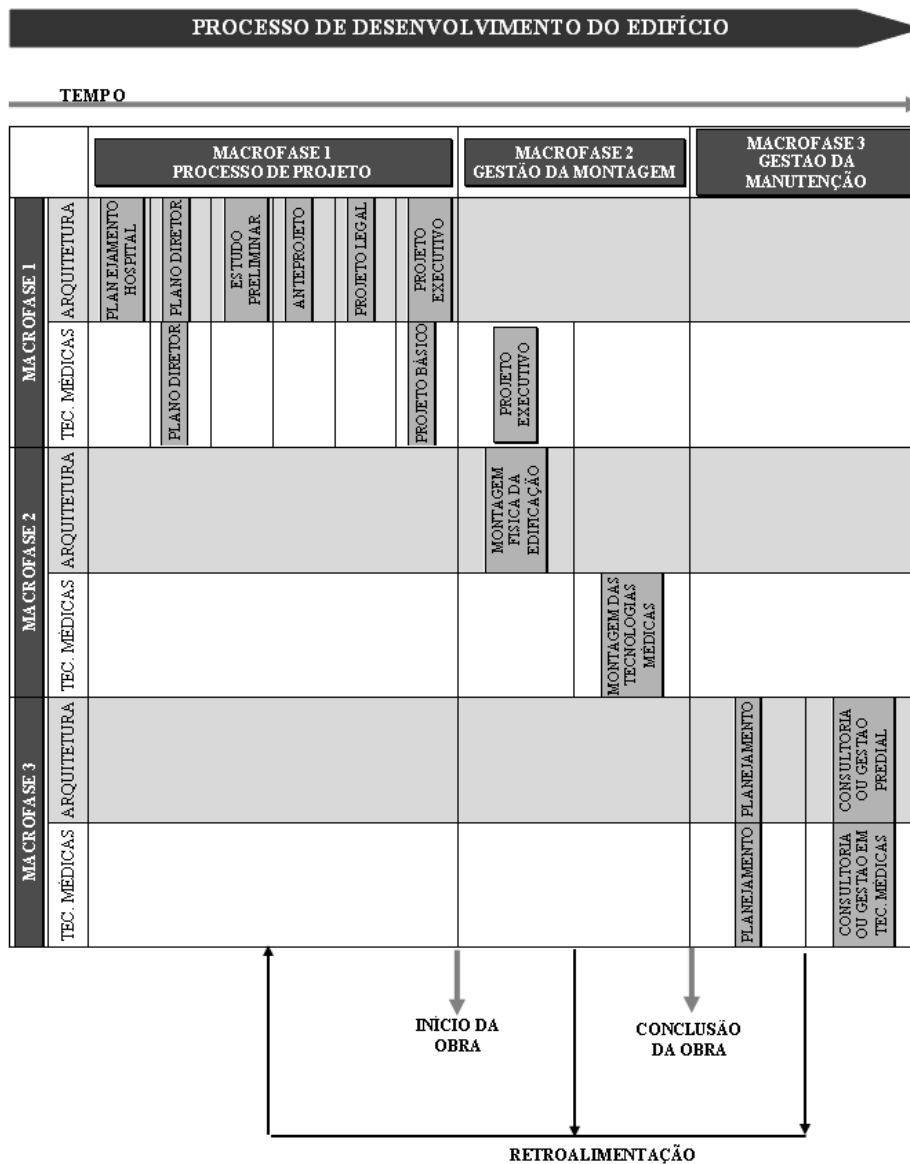 PROCESSO DE DESENVOLVIMENTO DO EDIFÍCIO
TEMPO
MACROFASE 1
PROCESSO DE PROJETO
MACROFASE 2
GESTÃO DA MONTAGEM
MACROFASE 3
GESTAO DA
MANUTENÇÃO
MACROFASE 1
ARQUITETURA
PLANEJAMENTO
HOSPITAL
PLANO DIRETOR
ESTUDO
PRELIMINAR
ANTEPROJETO
PROJETO LEGAL
PROJETO
EXECUTIVO
TEC. MÉDICAS
PLANO DIRETOR
PROJETO BÁSICO
PROJETO
EXECUTIVO
MACROFASE 2
ARQUITETURA
MONTAGEM
FISICA DA
EDIFICAÇÃO
TEC. MÉDICAS
MONTAGEM DAS
TECNOLOGIAS
MÉDICAS
MACROFASE 3
ARQUITETURA
PLANEJAMENTO
CONSULTORIA
OU GESTAO
PREDIAL
TEC. MÉDICAS
PLANEJAMENTO
CONSULTORIA
OU GESTAO EM
TEC. MÉDICAS
INÍCIO DA
OBRA
CONCLUSÃO
DA OBRA
RETROALIMENTAÇÃO